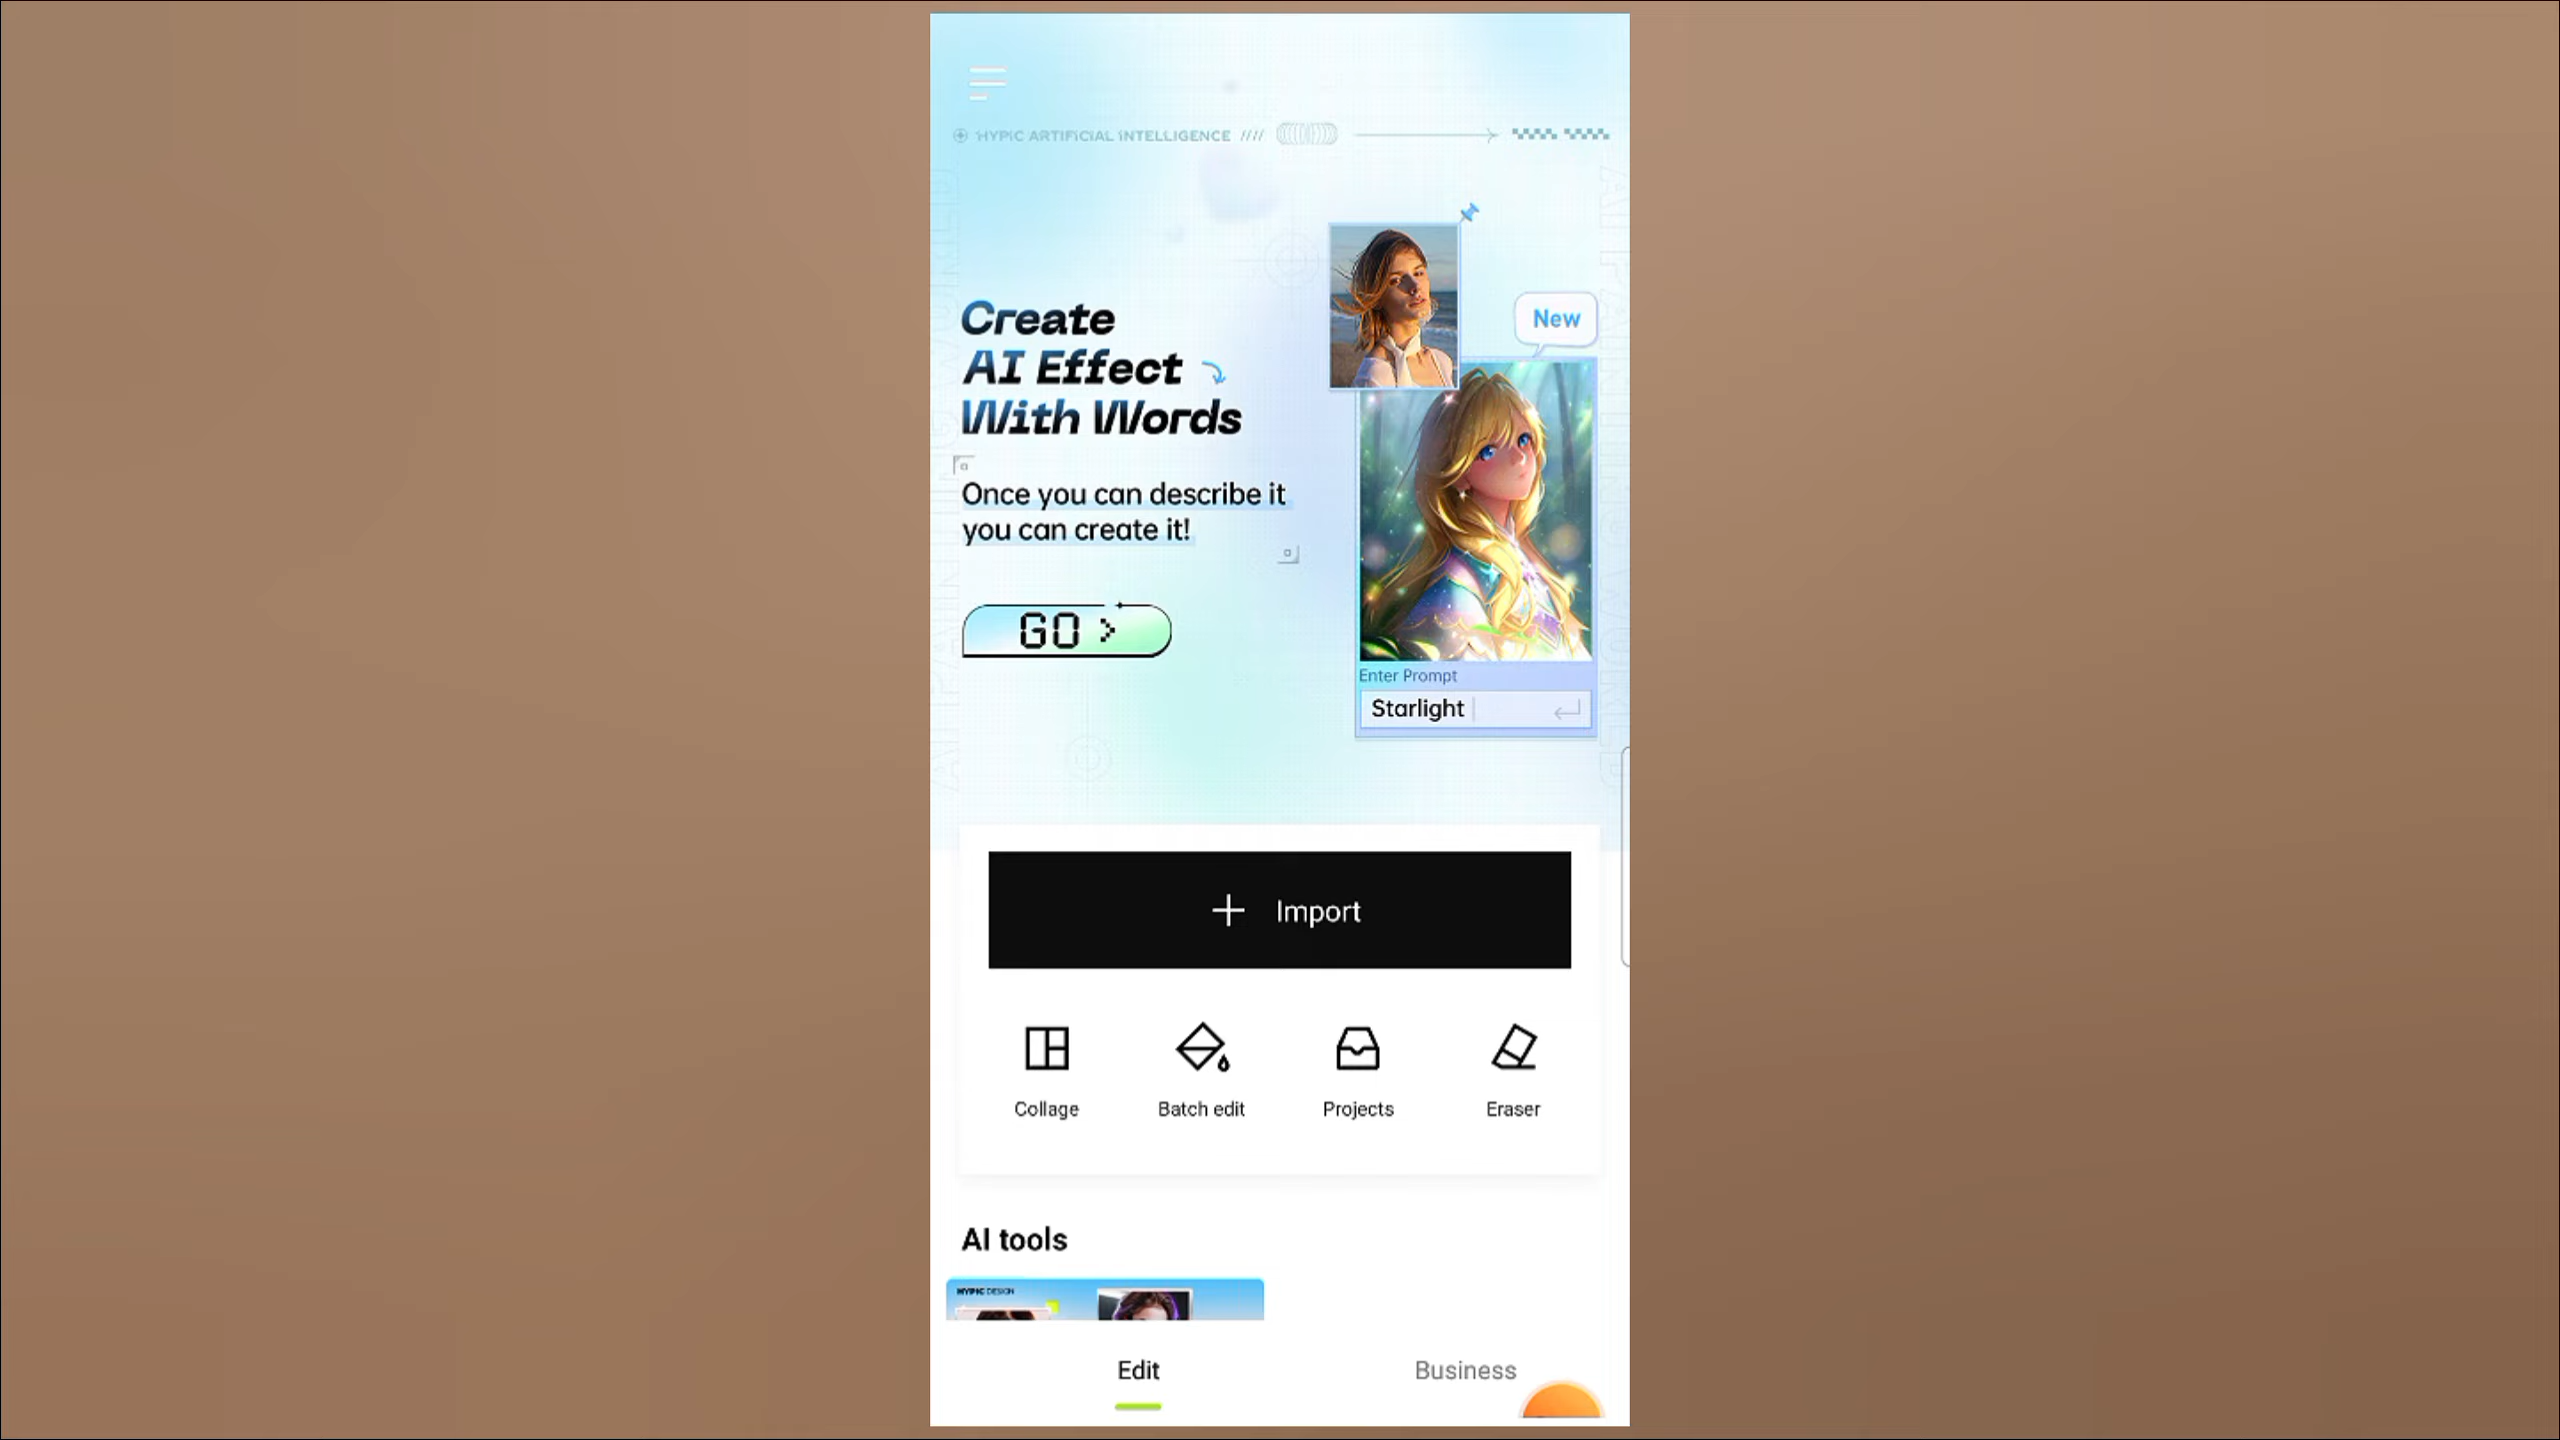 HYPIC ARTIFICIAL INTELLIGENCE ////
Create
AI Effect
With Words
New
Once you can describe it
you can create it!
GO >
Enter Prompt
Starlight
+ Import
Collage
Batch edit
Projects
Eraser
AI tools
HYPIC DESIGN
Edit
Business